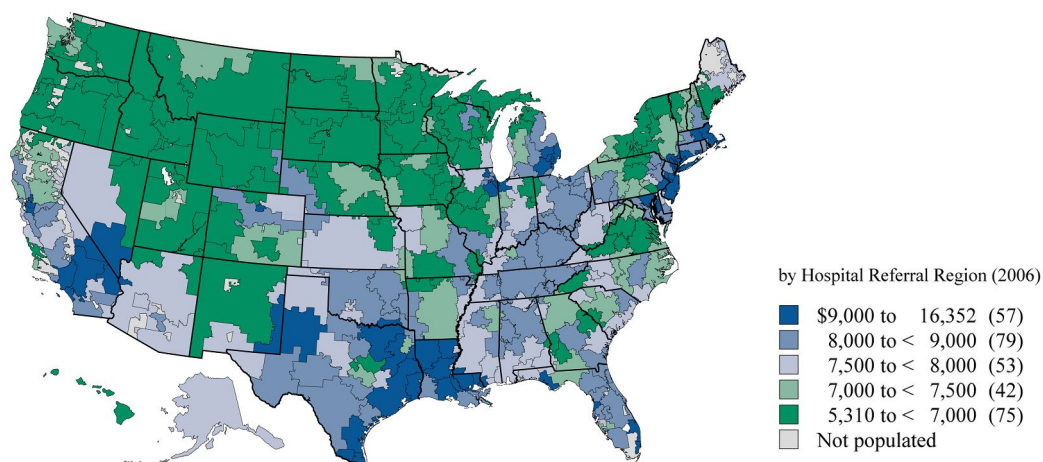 by Hospital Referral Region (2006)
$9,000 to 16,352 (57)
8,000 to < 9,000 (79)
7,500 to < 8,000 (53)
7,000 to < 7,500 (42)
5,310 to < 7,000 (75)
Not populated